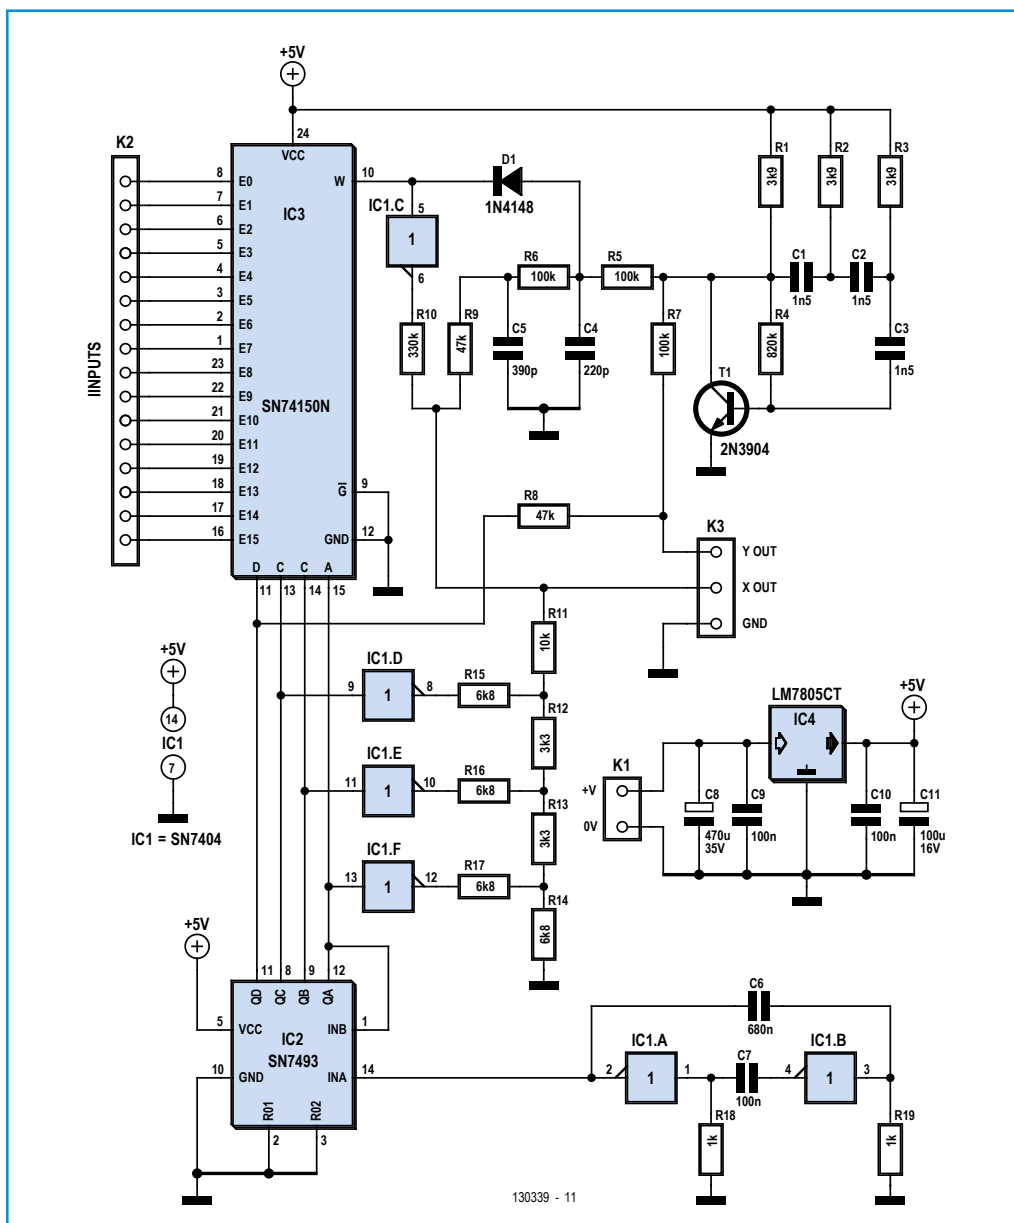 +5V
K2
24
VCC
IC3
SN74150N
IINPUTS
8 E0
7 E1
6 E2
5 E3
4 E4
3 E5
2 E6
1 E7
23 E8
22 E9
21 E10
20 E11
19 E12
18 E13
17 E14
16 E15
W 10
G 9
GND 12
D C C A
11 13 14 15
D1
1N4148
IC1.C
5
1
6
R10
330k
R9
47k
R6
100k
R5
100k
C5
390p
C4
220p
R7
100k
R1
3k9
R2
3k9
R3
3k9
C1
1n5
C2
1n5
R4
820k
C3
1n5
T1
2N3904
R8
47k
K3
Y OUT
X OUT
GND
R11
10k
+5V
14
IC1
7
IC1 = SN7404
IC1.D
9 1 8
R15
6k8
R12
3k3
IC1.E
11 1 10
R16
6k8
R13
3k3
IC1.F
13 1 12
R17
6k8
R14
6k8
LM7805CT
IC4
+5V
K1
+V
0V
C8
470u
35V
C9
100n
C10
100n
C11
100u
16V
+5V
11 8 9 12
QD QC QB QA
5 VCC
INB 1
IC2
SN7493
10 GND
INA 14
R01 R02
2 3
C6
680n
IC1.A
2 1 1
C7
100n
IC1.B
4 1 3
R18
1k
R19
1k
130339 - 11